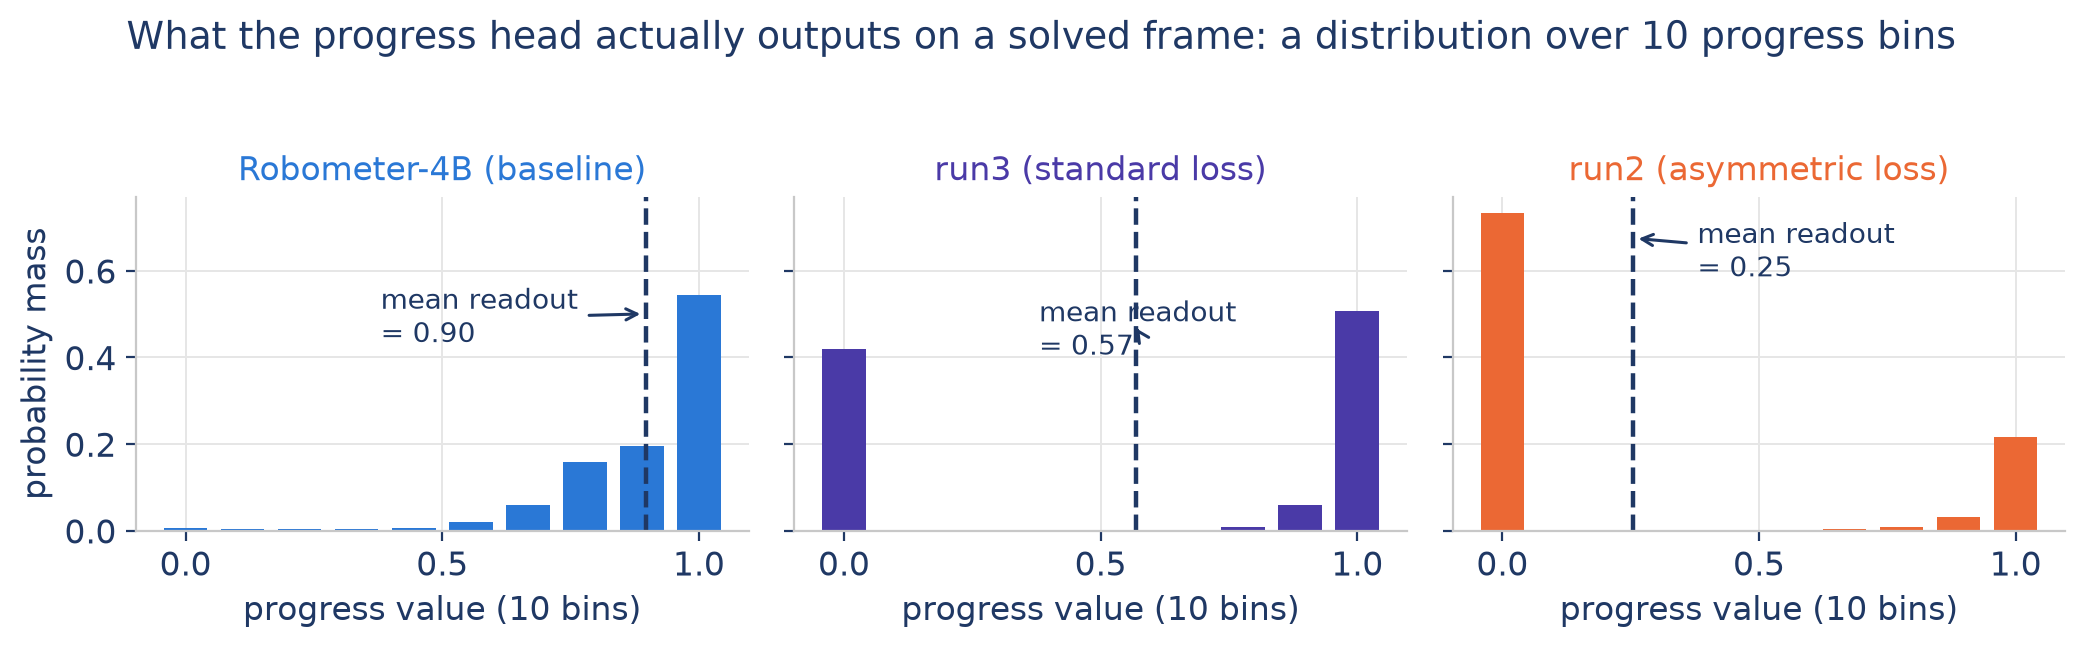 What the progress head actually outputs on a solved frame: a distribution over 10 progress bins
Robometer-4B (baseline)
probability mass
0.6
0.4
0.2
0.0
mean readout
= 0.90
0.0 0.5 1.0
progress value (10 bins)
run3 (standard loss)
mean readout
= 0.57
0.0 0.5 1.0
progress value (10 bins)
run2 (asymmetric loss)
mean readout
= 0.25
0.0 0.5 1.0
progress value (10 bins)